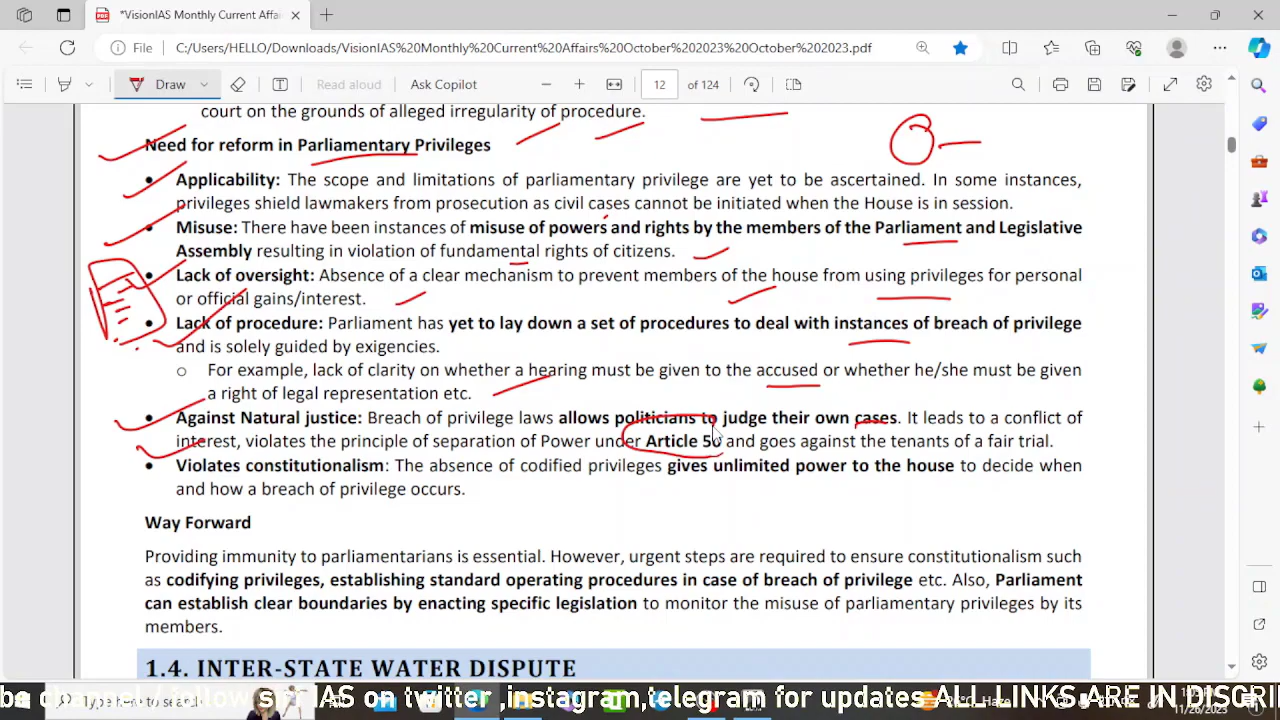 *VisionIAS Monthly Current Affai
File
C:/Users/HELLO/Downloads/VisionIAS%20Monthly%20Current%20Affairs%20October%202023%20October%202023.pdf
Draw
Read aloud
Ask Copilot
12
of 124
court on the grounds of alleged irregularity of procedure.
Need for reform in Parliamentary Privileges
• Applicability: The scope and limitations of parliamentary privilege are yet to be ascertained. In some instances,
privileges shield lawmakers from prosecution as civil cases cannot be initiated when the House is in session.
• Misuse: There have been instances of misuse of powers and rights by the members of the Parliament and Legislative
Assembly resulting in violation of fundamental rights of citizens.
• Lack of oversight: Absence of a clear mechanism to prevent members of the house from using privileges for personal
or official gains/interest.
• Lack of procedure: Parliament has yet to lay down a set of procedures to deal with instances of breach of privilege
and is solely guided by exigencies.
o For example, lack of clarity on whether a hearing must be given to the accused or whether he/she must be given
a right of legal representation etc.
• Against Natural justice: Breach of privilege laws allows politicians to judge their own cases. It leads to a conflict of
interest, violates the principle of separation of Power under Article 50 and goes against the tenants of a fair trial.
• Violates constitutionalism: The absence of codified privileges gives unlimited power to the house to decide when
and how a breach of privilege occurs.
Way Forward
Providing immunity to parliamentarians is essential. However, urgent steps are required to ensure constitutionalism such
as codifying privileges, establishing standard operating procedures in case of breach of privilege etc. Also, Parliament
can establish clear boundaries by enacting specific legislation to monitor the misuse of parliamentary privileges by its
members.
1.4. INTER-STATE WATER DISPUTE
be channel / follow IAS on twitter ,instagram,telegram for updates ALL LINKS ARE IN DISCRI
Type here to search
11/26/2023